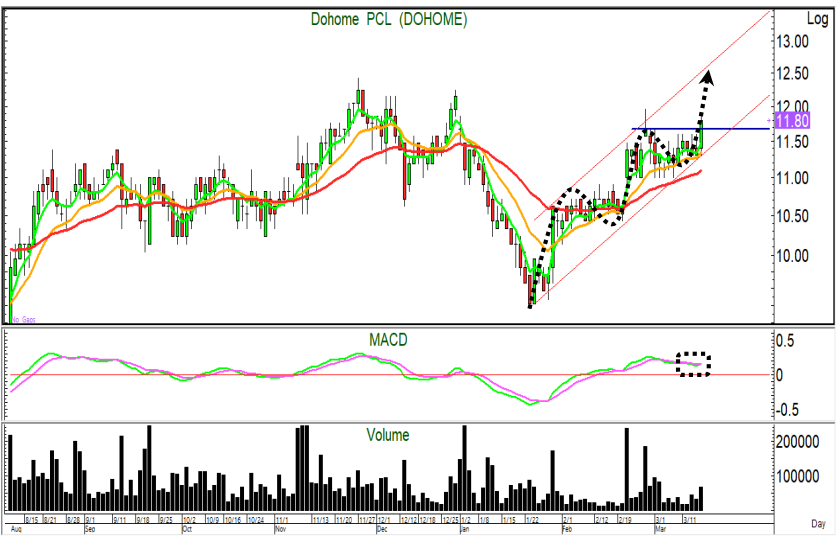 Dohome PCL (DOHOME)
Log
13.00
12.50
12.00
11.80
11.50
11.00
10.50
10.00
No Gaps
MACD
0.5
0
-0.5
Volume
200000
100000
8/15 8/21 8/28 9/1 9/11 9/18 9/25 10/2 10/9 10/16 10/24 11/1 11/13 11/20 11/27 12/1 12/12 12/18 12/25 1/2 1/8 1/15 1/22 2/1 2/12 2/19 3/1 3/11
Aug Sep Oct Nov Dec Jan Feb Mar
Day